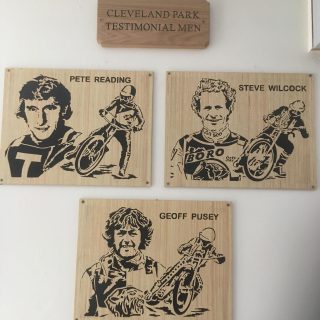 CLEVELAND PARK
TESTIMONIAL MEN
PETE READING
T
STEVE WILCOCK
BORO
GEOFF PUSEY